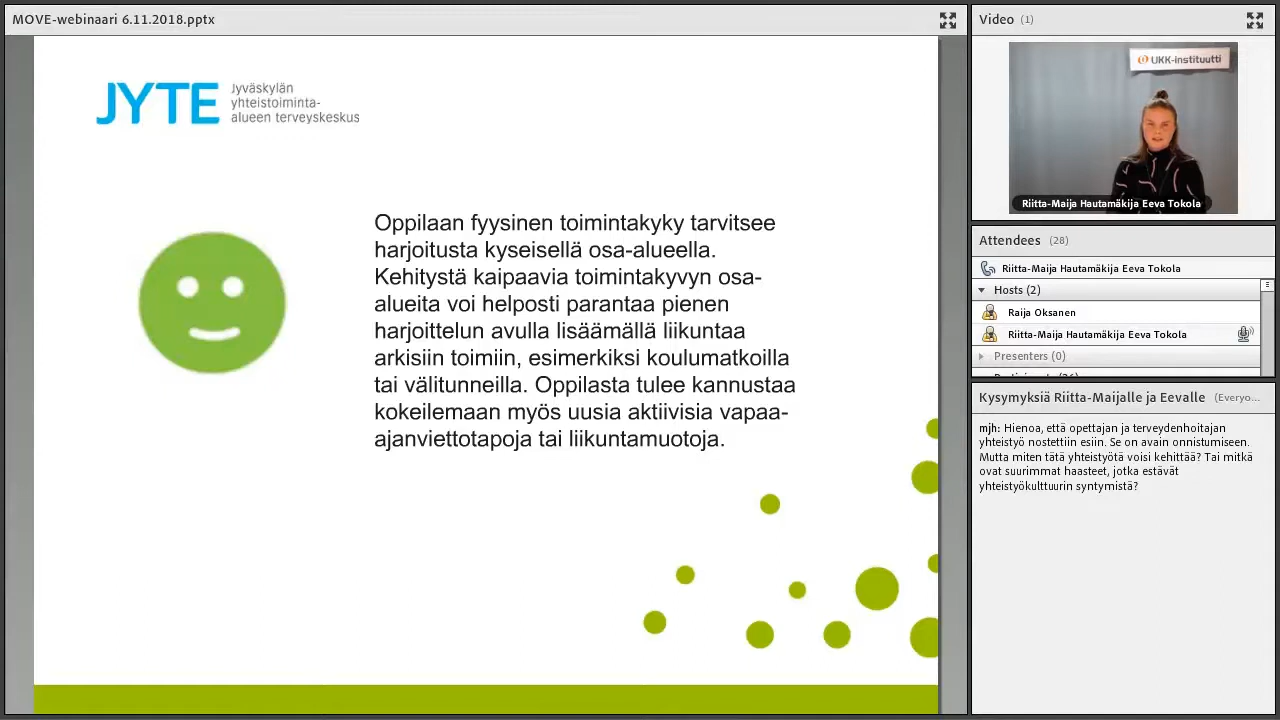 MOVE-webinaari 6.11.2018.pptx
JYTE
Jyväskylän
yhteistoiminta-
alueen terveyskeskus
Oppilaan fyysinen toimintakyky tarvitsee
harjoitusta kyseisellä osa-alueella.
Kehitystä kaipaavia toimintakyvyn osa-
alueita voi helposti parantaa pienen
harjoittelun avulla lisäämällä liikuntaa
arkisiin toimiin, esimerkiksi koulumatkoilla
tai välitunneilla. Oppilasta tulee kannustaa
kokeilemaan myös uusia aktiivisia vapaa-
ajanviettotapoja tai liikuntamuotoja.
Video (1)
UKK-instituutti
Riitta-Maija Hautamäkija Eeva Tokola
Attendees (28)
Riitta-Maija Hautamäkija Eeva Tokola
Hosts (2)
Raija Oksanen
Riitta-Maija Hautamäkija Eeva Tokola
Presenters (0)
Kysymyksiä Riitta-Maijalle ja Eevalle (Everyo...
mjh: Hienoa, että opettajan ja terveydenhoitajan
yhteistyö nostettiin esiin. Se on avain onnistumiseen.
Mutta miten tätä yhteistyötä voisi kehittää? Tai mitkä
ovat suurimmat haasteet, jotka estävät
yhteistyökulttuurin syntymistä?